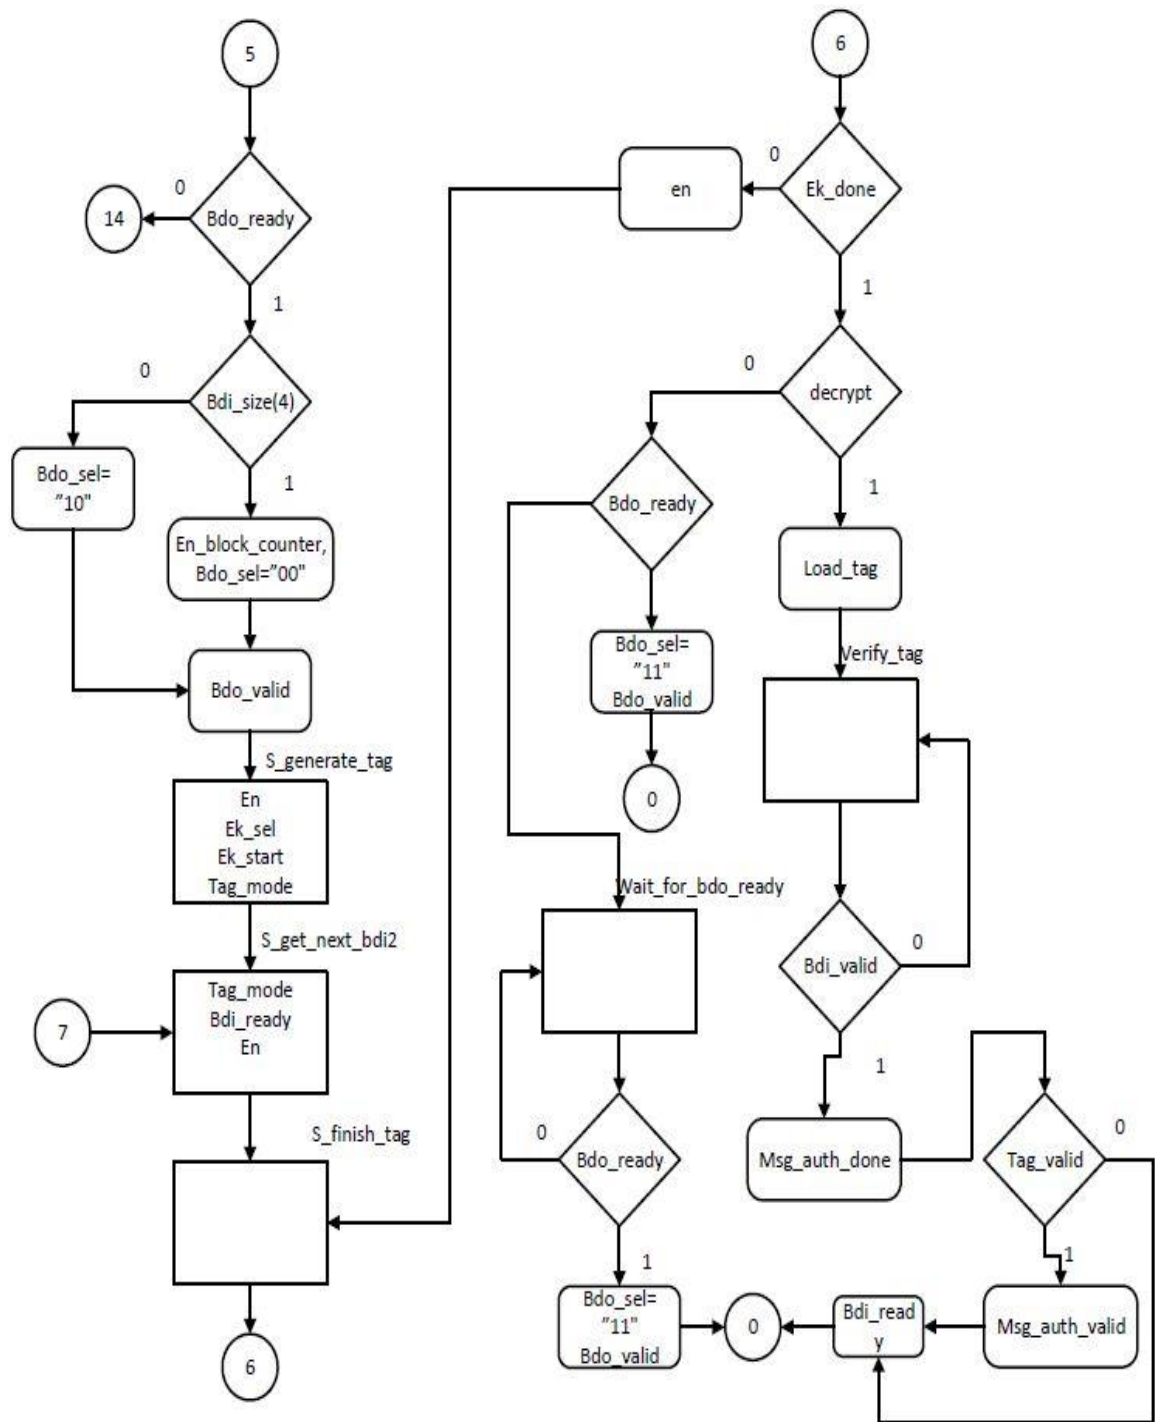 5
0
14
Bdo_ready
1
0
Bdi_size(4)
Bdo_sel=
"10"
1
En_block_counter,
Bdo_sel="00"
Bdo_valid
S_generate_tag
En
Ek_sel
Ek_start
Tag_mode
S_get_next_bdi2
7
Tag_mode
Bdi_ready
En
S_finish_tag
6
6
0
en
Ek_done
1
0
decrypt
Bdo_ready
1
Load_tag
Bdo_sel=
"11"
Bdo_valid
Verify_tag
0
Wait_for_bdo_ready
Bdi_valid
0
1
0
Bdo_ready
Msg_auth_done
Tag_valid
0
1
1
Bdo_sel=
"11"
Bdo_valid
0
Bdi_read
y
Msg_auth_valid